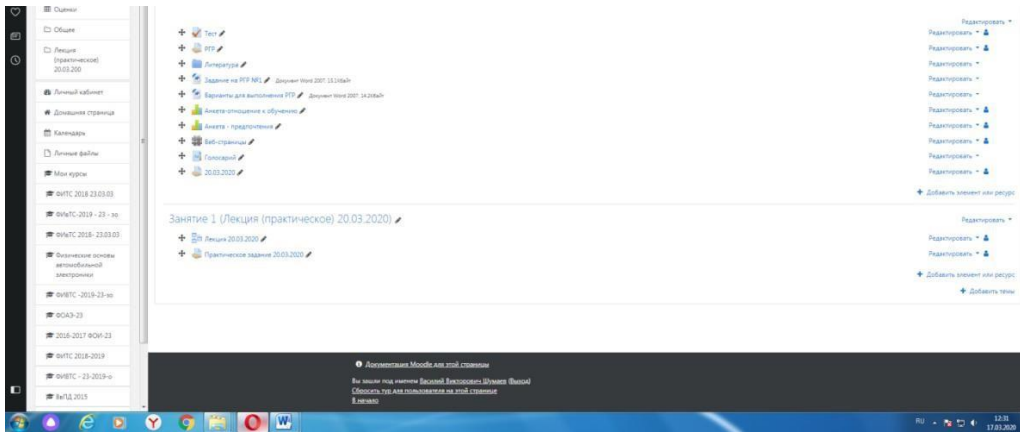 Оценки
Общее
Лекция
(практическое)
20.03.200
Личный кабинет
Домашняя страница
Календарь
Личные файлы
Мои курсы
ФИТС 2018 23.03.03
ФИвТС-2019 - 23 - зо
ФИвТС 2018- 23.03.03
Физические основы
автомобильной
электроники
ФИВТС -2019-23-зо
ФОАЭ-23
2016-2017 ФОИ-23
ФИТС 2018-2019
ФИВТС - 23-2019-о
ВвПД 2015
Редактировать
Тест Редактировать
РГР Редактировать
Литература Редактировать
Задание на РГР №1 Документ Word 2007: Редактировать
Варианты для выполнения РГР Документ Word 2007: Редактировать
Анкета-отношение к обучению Редактировать
Анкета - предпочтения Редактировать
Веб-страницы Редактировать
Голосарий Редактировать
20.03.2020 Редактировать
Добавить элемент или ресурс
Занятие 1 (Лекция (практическое) 20.03.2020) Редактировать
Лекция 20.03.2020 Редактировать
Практическое задание 20.03.2020 Редактировать
Добавить элемент или ресурс
Добавить темы
Документация Moodle для этой страницы
Вы зашли под именем Василий Викторович Шумаев (Выход)
Сбросить тур для пользователя на этой странице
В начало
RU 12:31
17.03.2020